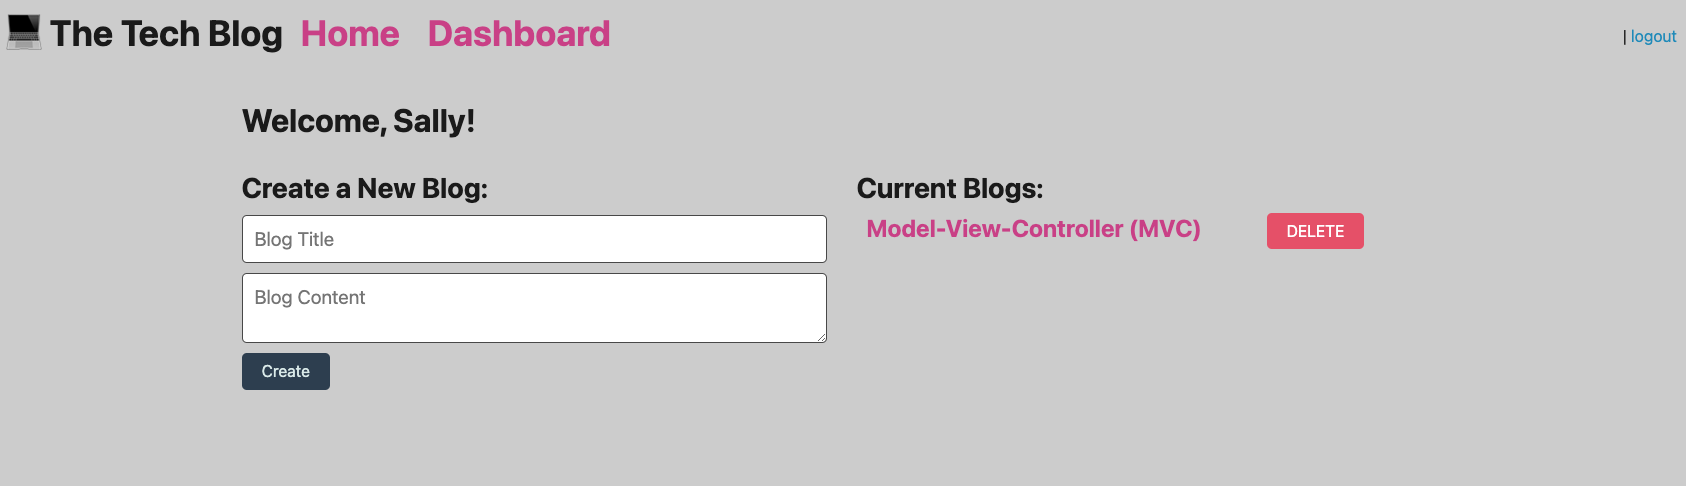 The Tech Blog Home Dashboard | logout
Welcome, Sally!
Create a New Blog:
Blog Title
Blog Content
Create
Current Blogs:
Model-View-Controller (MVC) DELETE